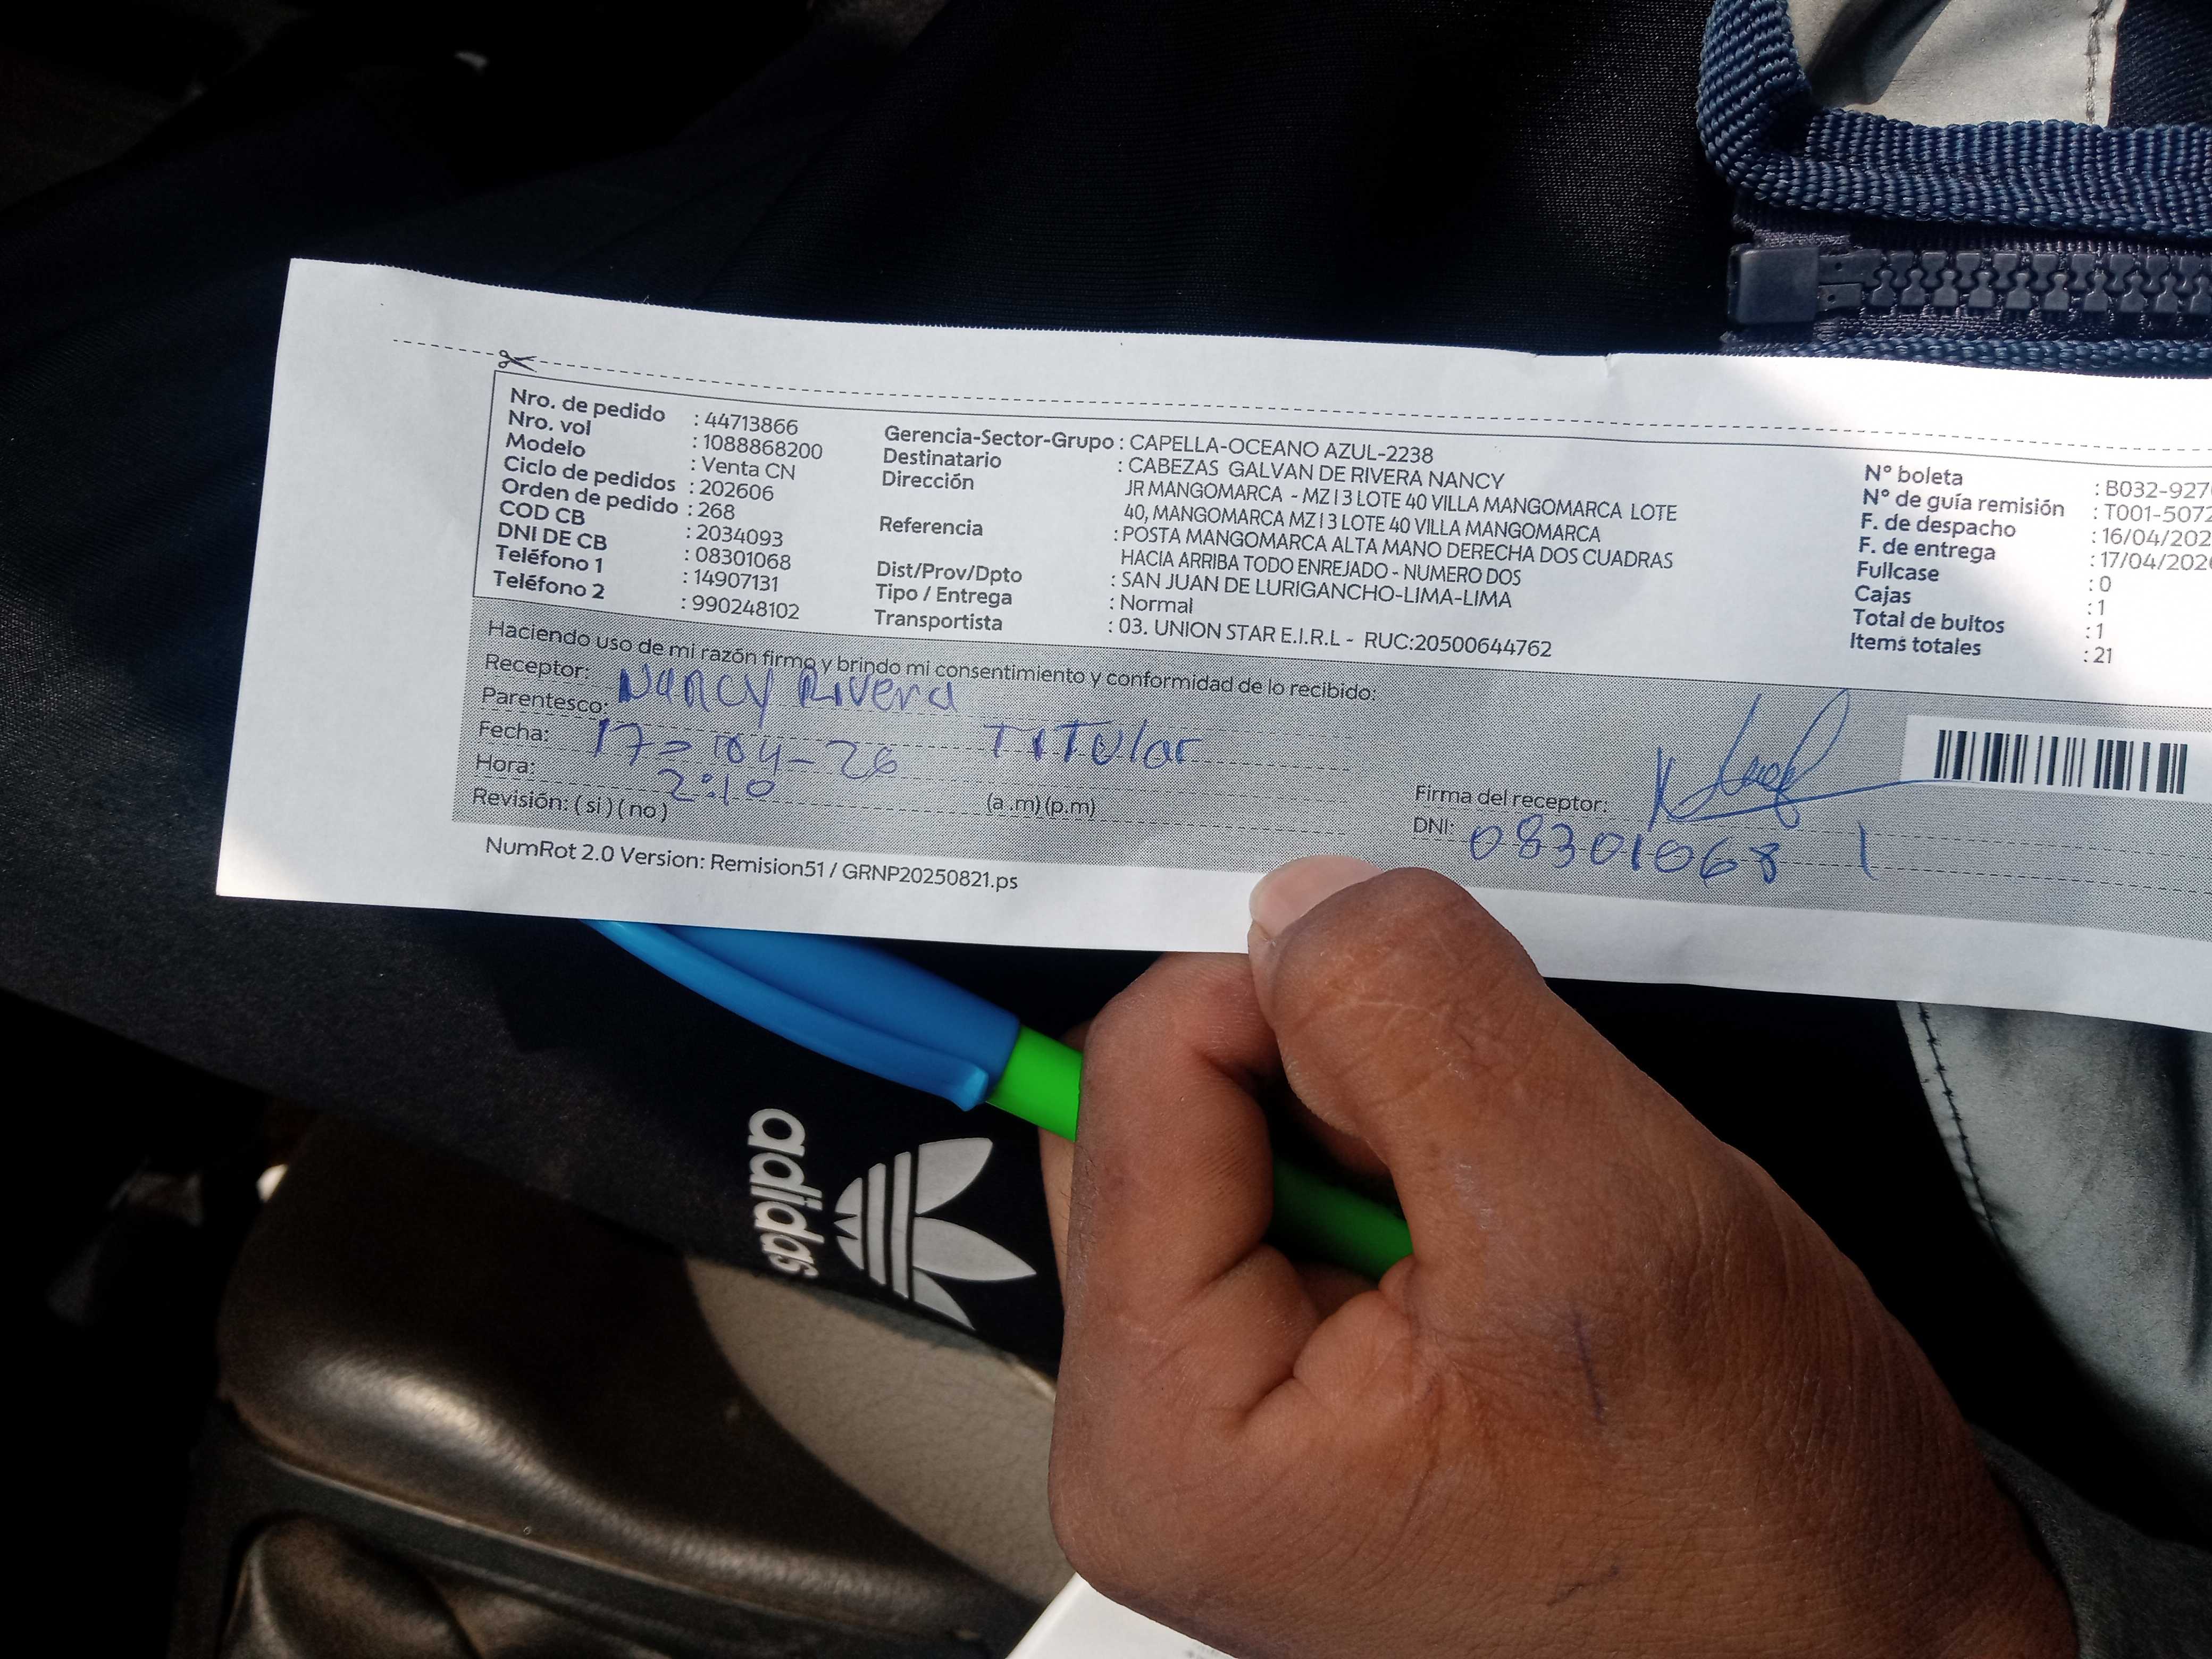 Nro. de pedido : 44713866
Nro. vol : 1088868200
Modelo : Venta CN
Ciclo de pedidos : 202606
Orden de pedido : 268
COD CB : 2034093
DNI DE CB : 08301068
Teléfono 1 : 14907131
Teléfono 2 : 990248102
Gerencia-Sector-Grupo : CAPELLA-OCEANO AZUL-2238
Destinatario : CABEZAS GALVAN DE RIVERA NANCY
Dirección JR MANGOMARCA - MZ I 3 LOTE 40 VILLA MANGOMARCA LOTE
40, MANGOMARCA MZ I 3 LOTE 40 VILLA MANGOMARCA
Referencia : POSTA MANGOMARCA ALTA MANO DERECHA DOS CUADRAS
HACIA ARRIBA TODO ENREJADO - NUMERO DOS
Dist/Prov/Dpto : SAN JUAN DE LURIGANCHO-LIMA-LIMA
Tipo / Entrega : Normal
Transportista : 03. UNION STAR E.I.R.L - RUC:20500644762
N° boleta : B032-927
N° de guía remisión : T001-5072
F. de despacho : 16/04/202
F. de entrega : 17/04/202
Fullcase : 0
Cajas : 1
Total de bultos : 1
Items totales : 21
Haciendo uso de mi razón firmo y brindo mi consentimiento y conformidad de lo recibido:
Receptor: Nancy Rivera
Parentesco: TITular
Fecha: 17-04-26
Hora: 2:10 (a .m) (p.m)
Revisión: ( si ) ( no )
Firma del receptor:
DNI: 08301068
NumRot 2.0 Version: Remision51 / GRNP20250821.ps
adidas